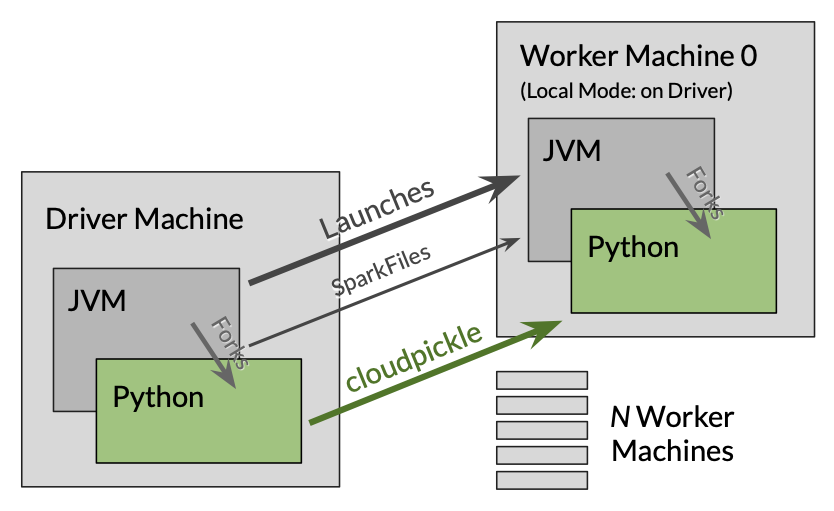 Worker Machine 0
(Local Mode: on Driver)
JVM
Forks
Python
Driver Machine
Launches
SparkFiles
JVM
Forks
Python
cloudpickle
N Worker
Machines